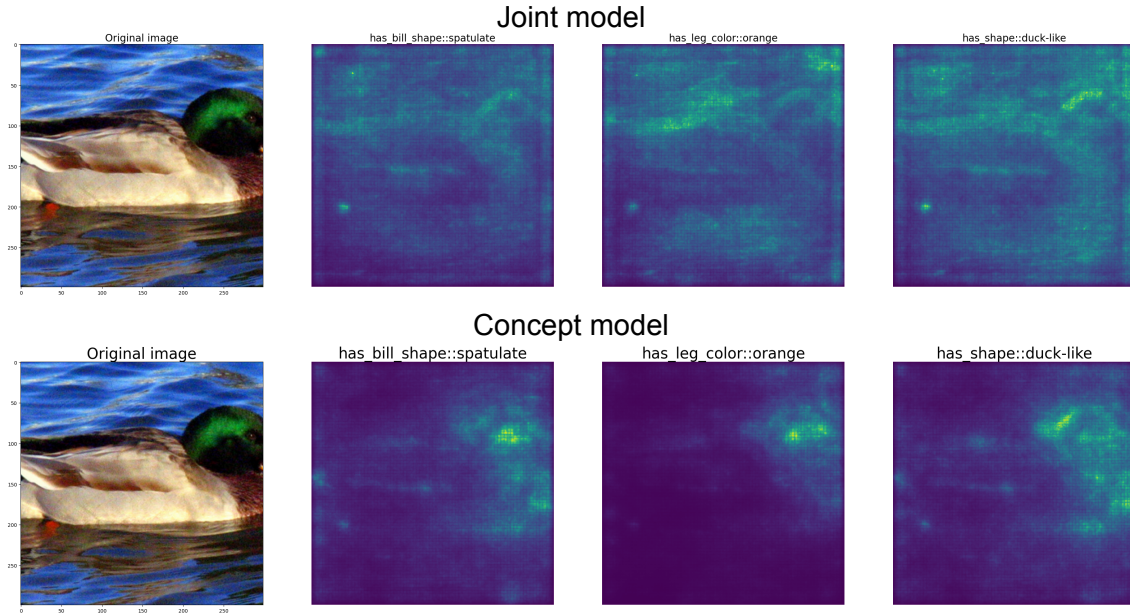 Joint model
Original image
has_bill_shape::spatulate
has_leg_color::orange
has_shape::duck-like
0
50
100
150
200
250
0
50
100
150
200
250
Concept model
Original image
has_bill_shape::spatulate
has_leg_color::orange
has_shape::duck-like
0
50
100
150
200
250
0
50
100
150
200
250